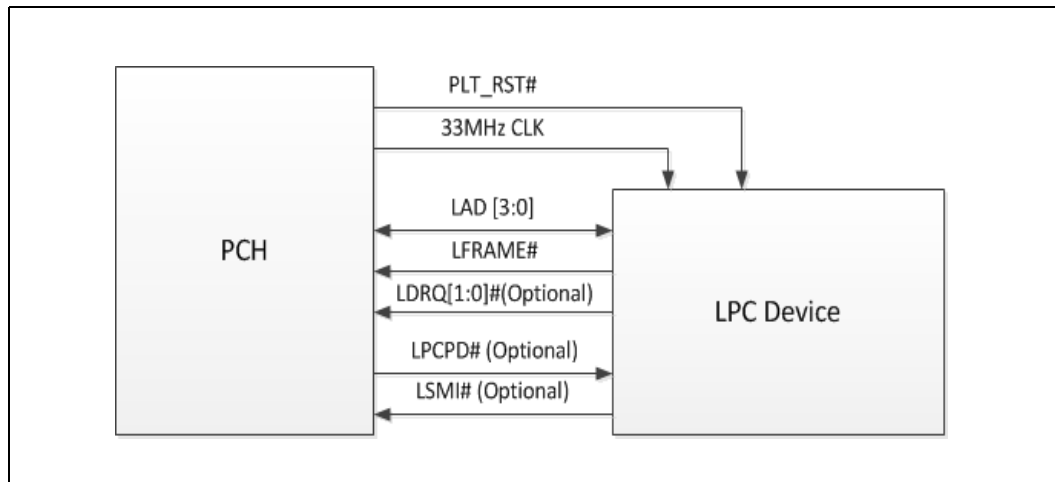 PLT_RST#
33MHz CLK
LAD [3:0]
PCH
LFRAME#
LDRQ[1:0]#(Optional)
LPC Device
LPCPD# (Optional)
LSMI# (Optional)